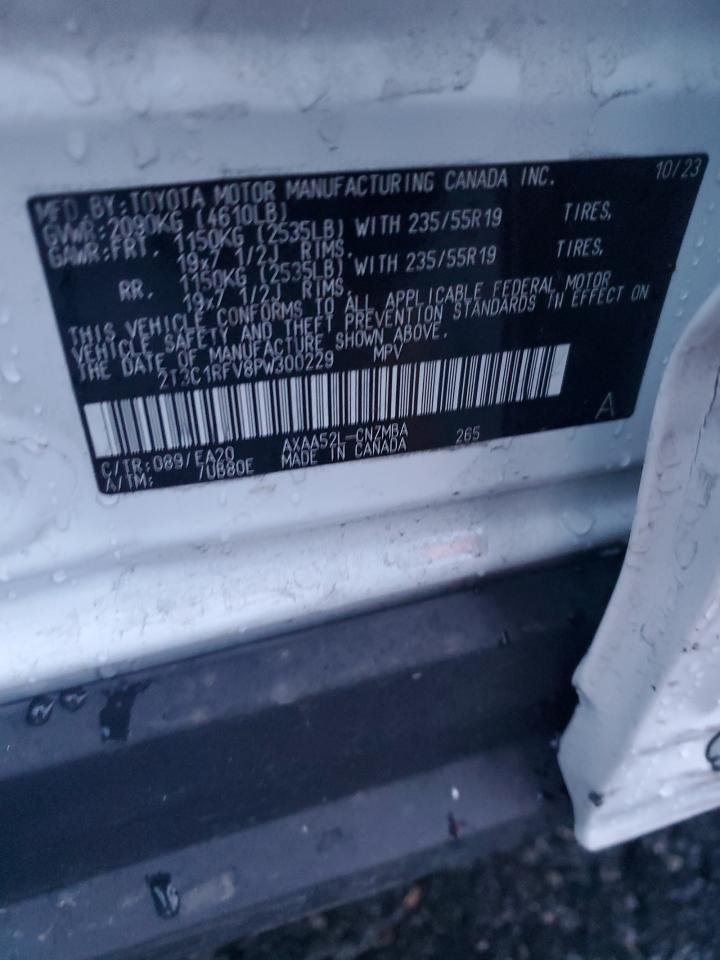 MFD. BY: TOYOTA MOTOR MANUFACTURING CANADA INC. 10/23
GVWR: 2090KG (4610LB)
GAWR: FRT. 1150KG (2535LB) WITH 235/55R19 TIRES,
19x7 1/2J RIMS.
RR. 1150KG (2535LB) WITH 235/55R19 TIRES,
19x7 1/2J RIMS.
THIS VEHICLE CONFORMS TO ALL APPLICABLE FEDERAL MOTOR
VEHICLE SAFETY AND THEFT PREVENTION STANDARDS IN EFFECT ON
THE DATE OF MANUFACTURE SHOWN ABOVE.
2T3C1RFV8PW300229 MPV
A
C/TR: 089/EA20 AXAA52L-CNZMBA 265
A/TM: /UB80E MADE IN CANADA